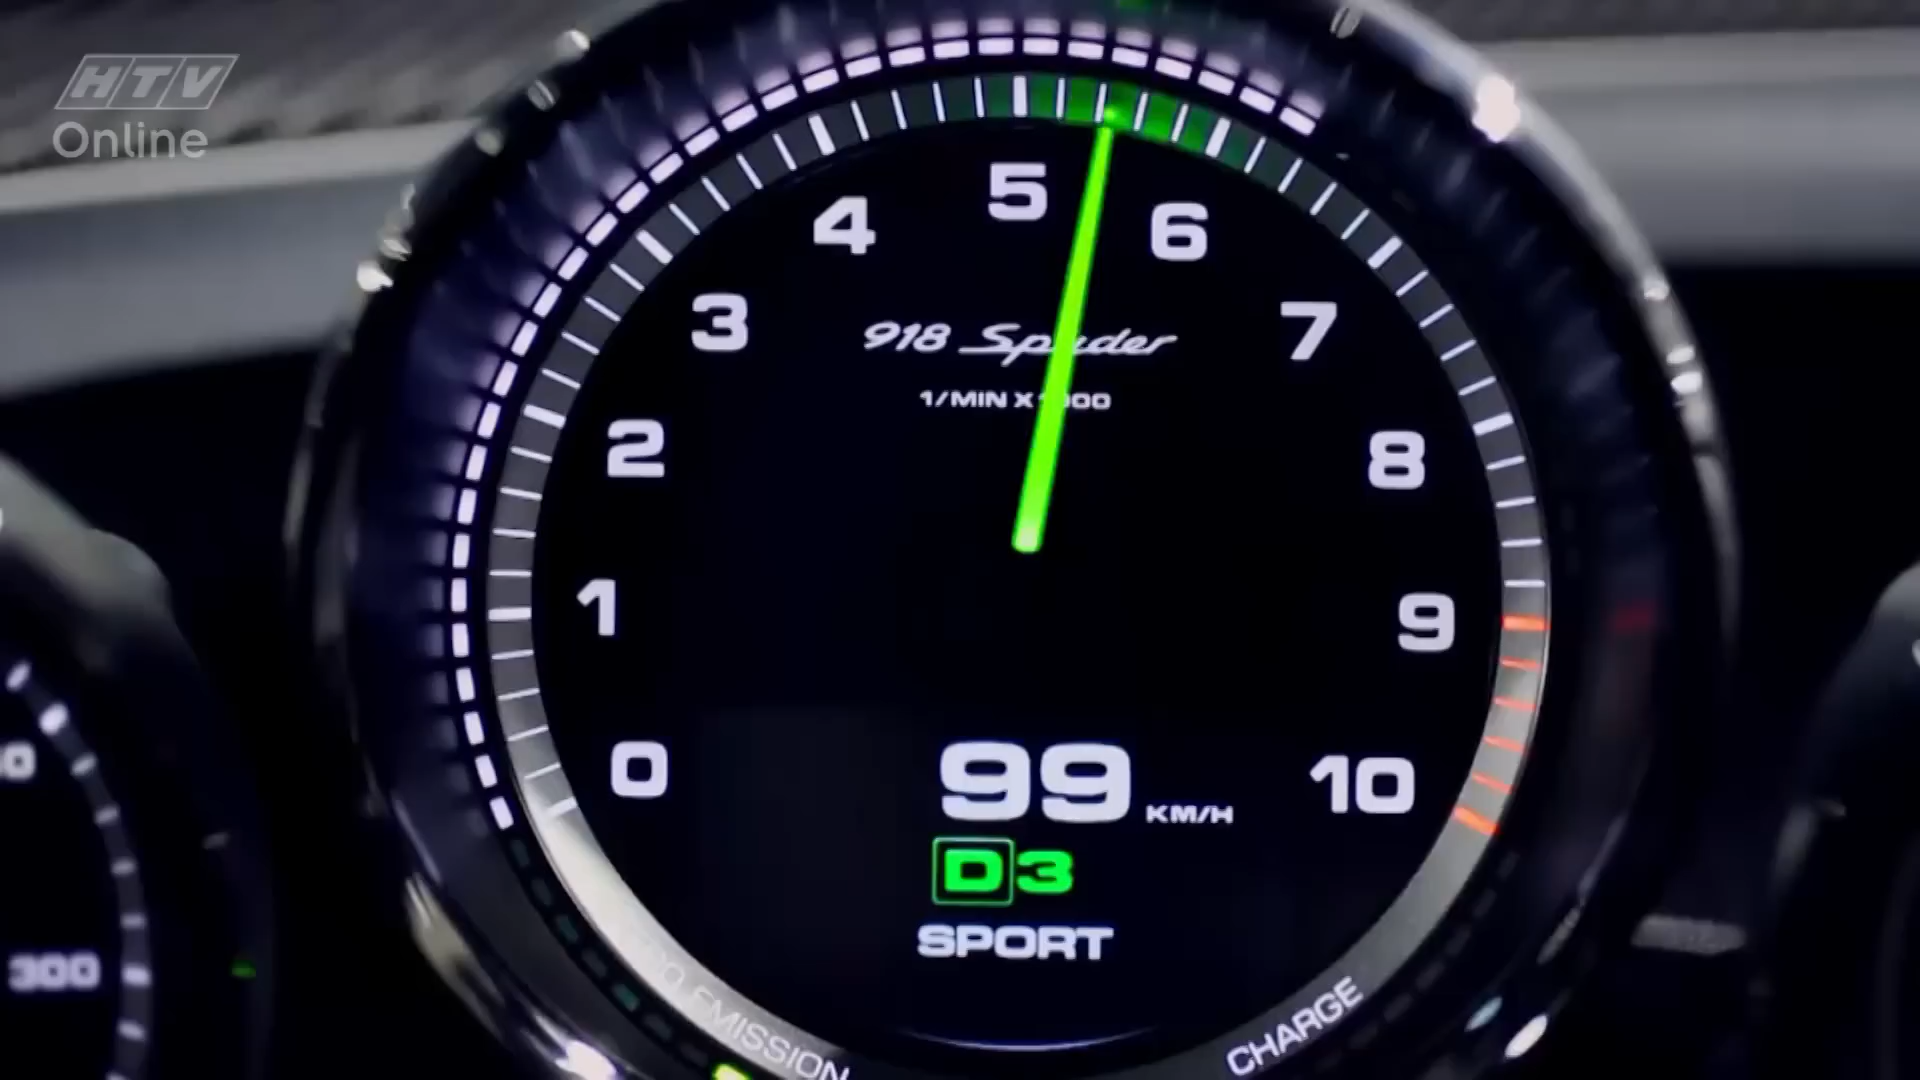 HTV
Online
5
4
6
3
7
918 Spyder
1/MIN X 1000
2
8
1
9
0
10
99 KM/H
D3
SPORT
300
EMISSION
CHARGE